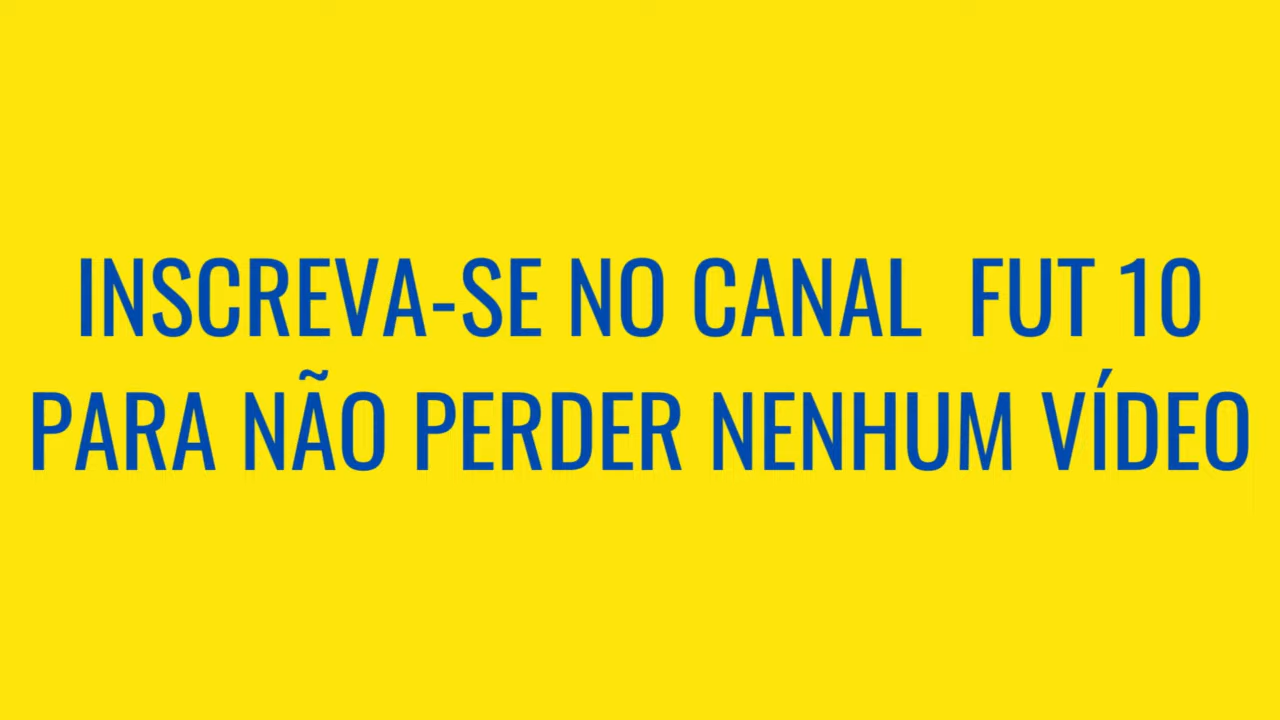 INSCREVA-SE NO CANAL  FUT 10
PARA NÃO PERDER NENHUM VÍDEO